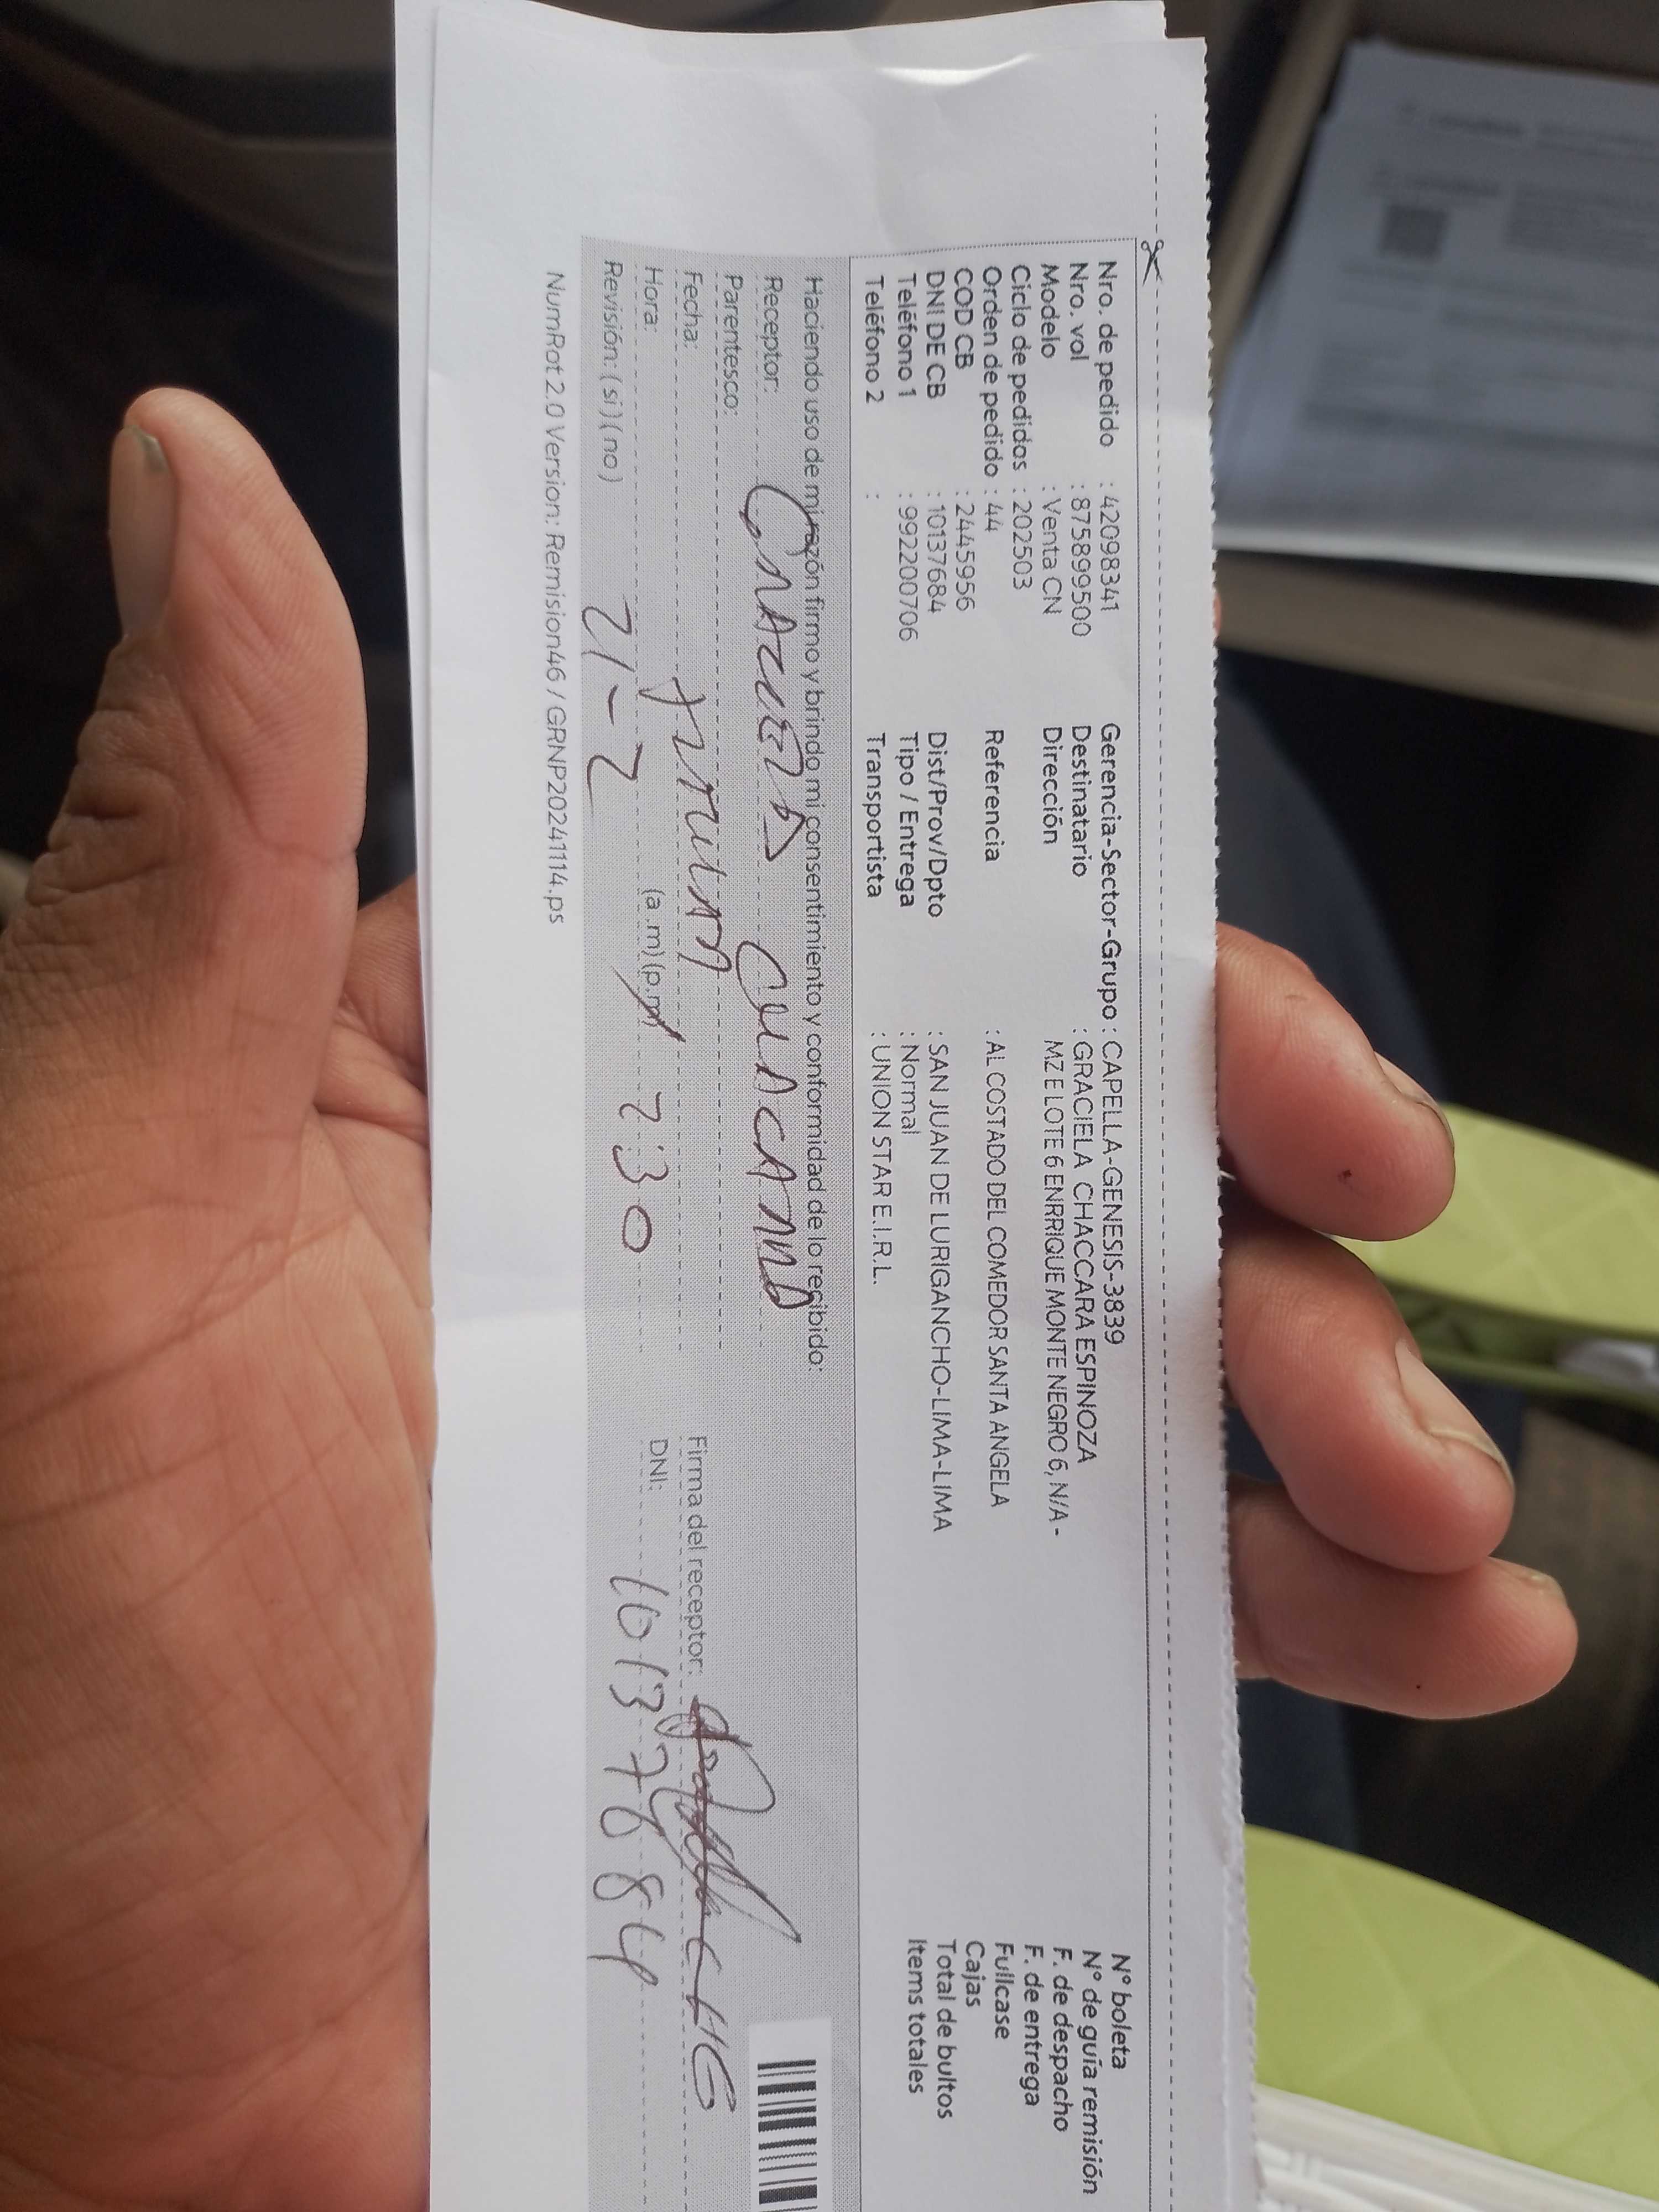 Nro. de pedido : 42098341
Nro. vol : 875899500
Modelo : Venta CN
Ciclo de pedidos : 202503
Orden de pedido : 44
COD CB : 2445956
DNI DE CB : 10137684
Teléfono 1 : 992200706
Teléfono 2 :
Gerencia-Sector-Grupo : CAPELLA-GENESIS-3839
Destinatario : GRACIELA CHACCARA ESPINOZA
Dirección MZ E LOTE 6 ENRRIQUE MONTE NEGRO 6, N/A -
Referencia : AL COSTADO DEL COMEDOR SANTA ANGELA
Dist/Prov/Dpto : SAN JUAN DE LURIGANCHO-LIMA-LIMA
Tipo / Entrega : Normal
Transportista : UNION STAR E.I.R.L.
N° boleta
N° de guía remisión
F. de despacho
F. de entrega
Fullcase
Cajas
Total de bultos
Items totales
Haciendo uso de mi razón firmo y brindo mi consentimiento y conformidad de lo recibido:
Receptor:
Parentesco:
Fecha:
Hora: (a.m) (p.m)
7:30
Revisión: ( si ) ( no )
21-2
Firma del receptor:
DNI: 10137684
NumRot 2.0 Version: Remision46 / GRNP20241114.ps